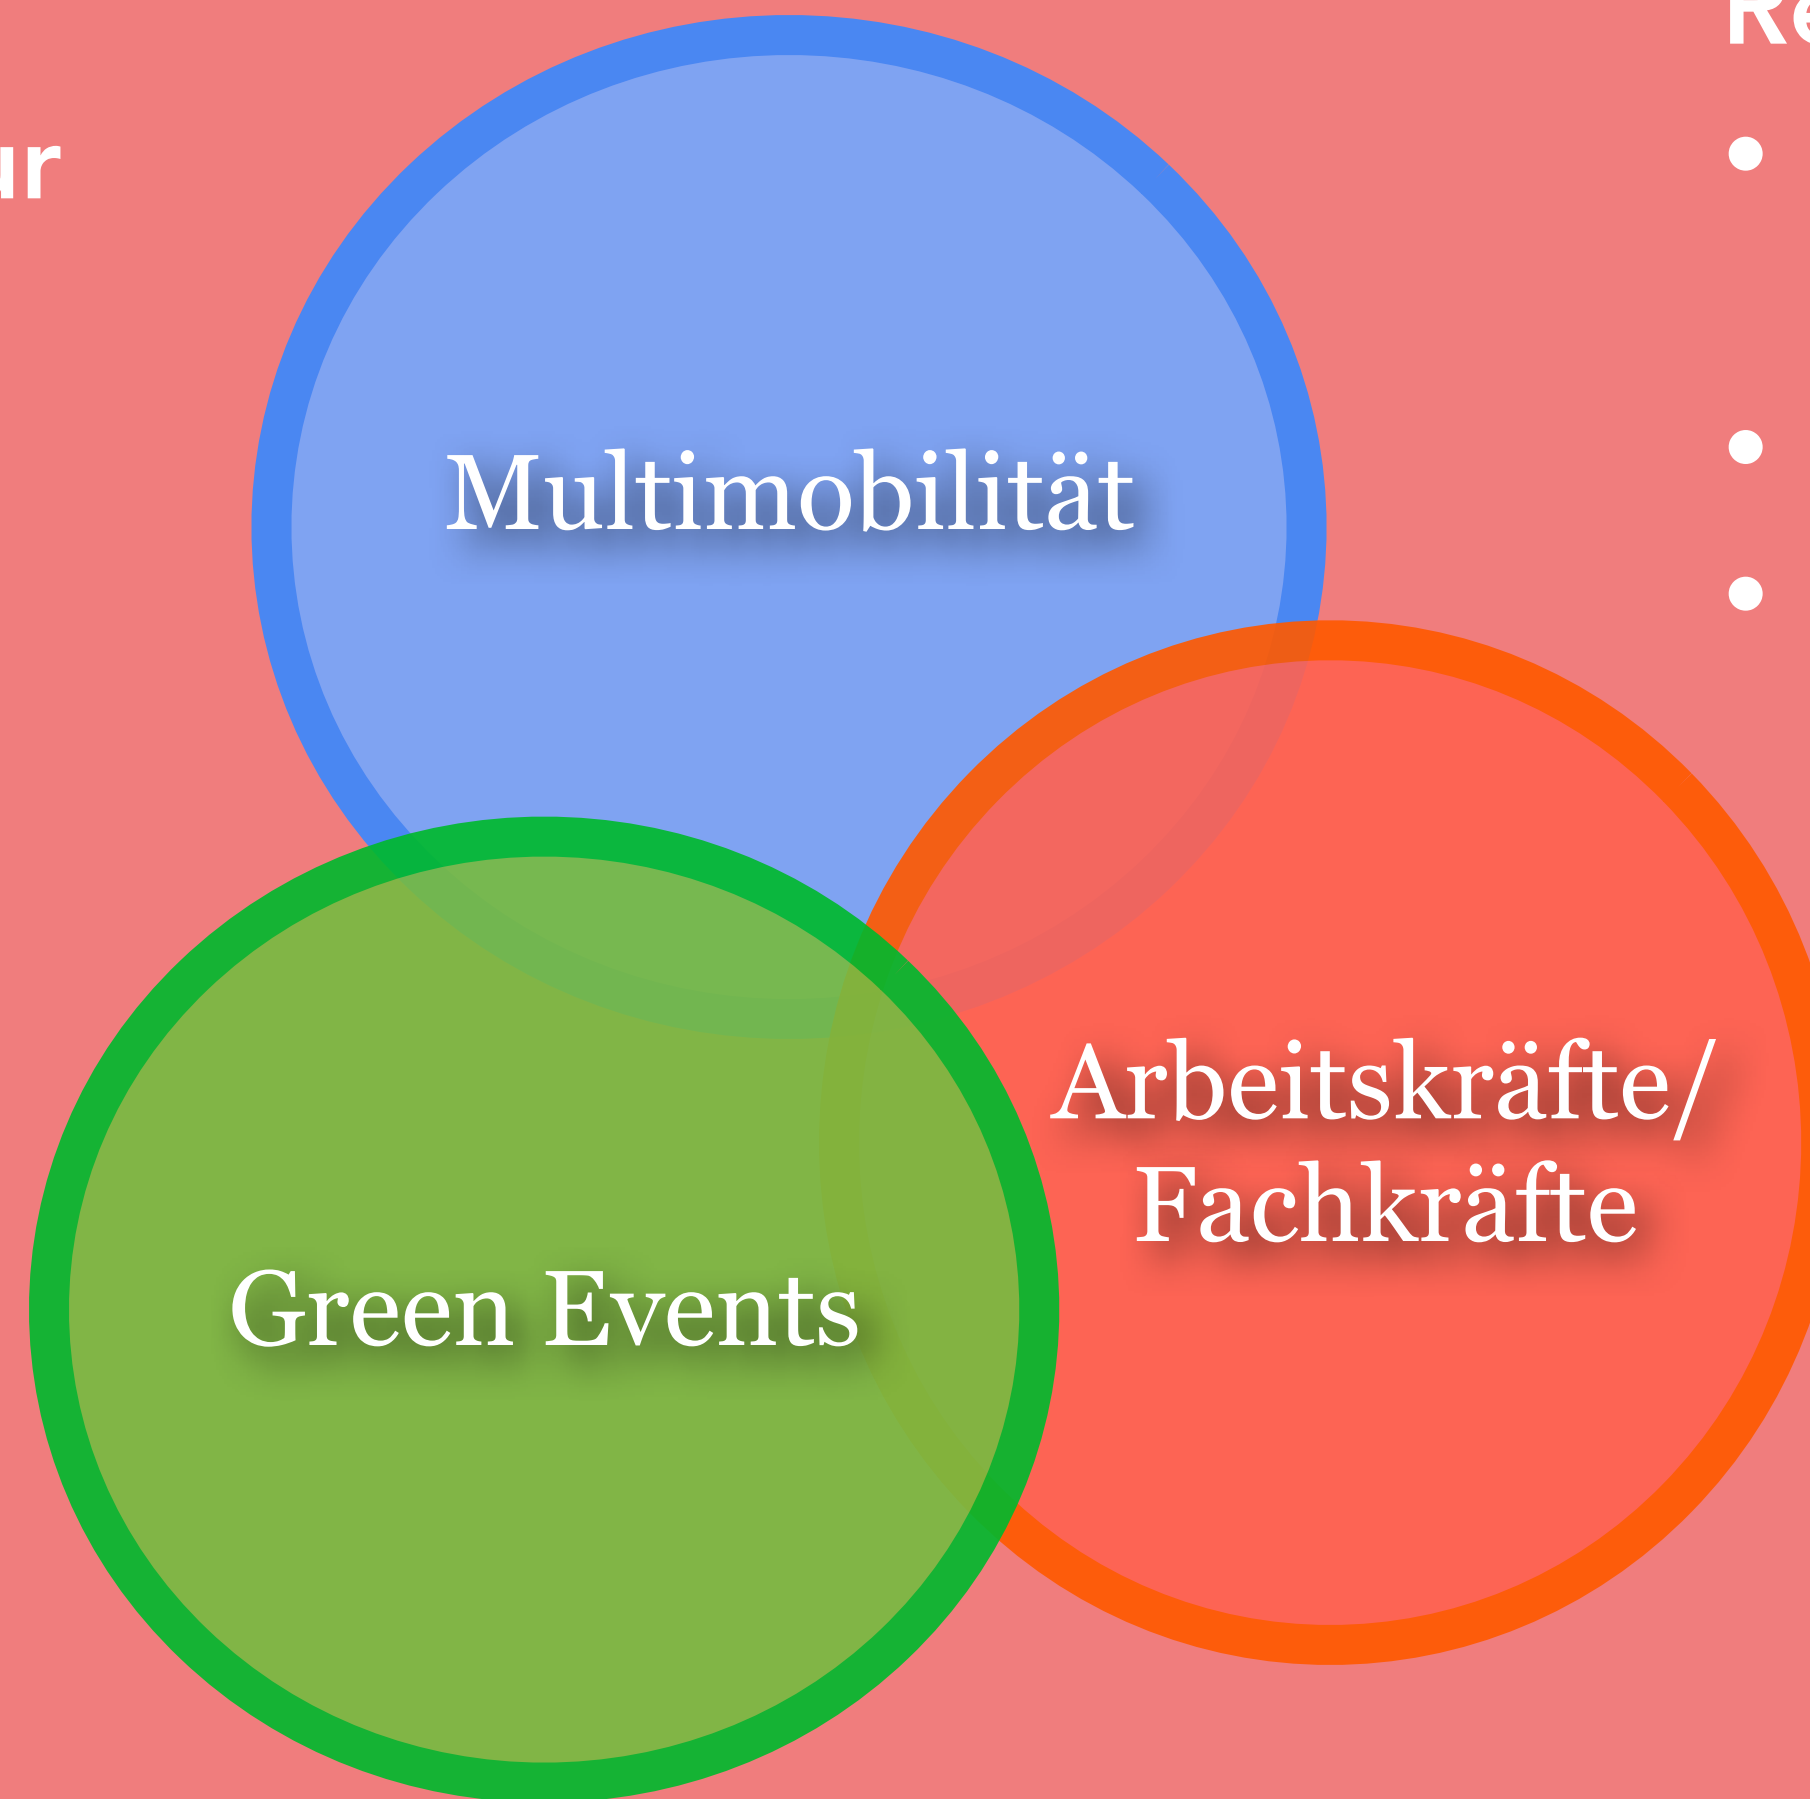 Multimobilität
Arbeitskräfte/
Fachkräfte
Green Events